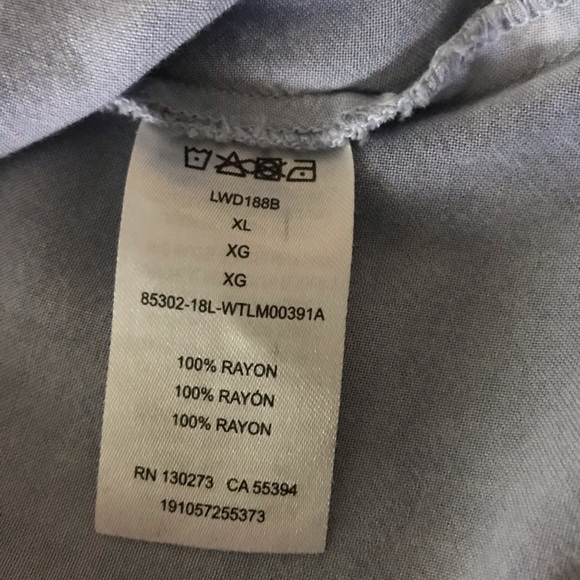 LWD188B
XL
XG
XG
85302-18L-WTLM00391A
100% RAYON
100% RAYÓN
100% RAYON
RN 130273 CA 55394
191057255373